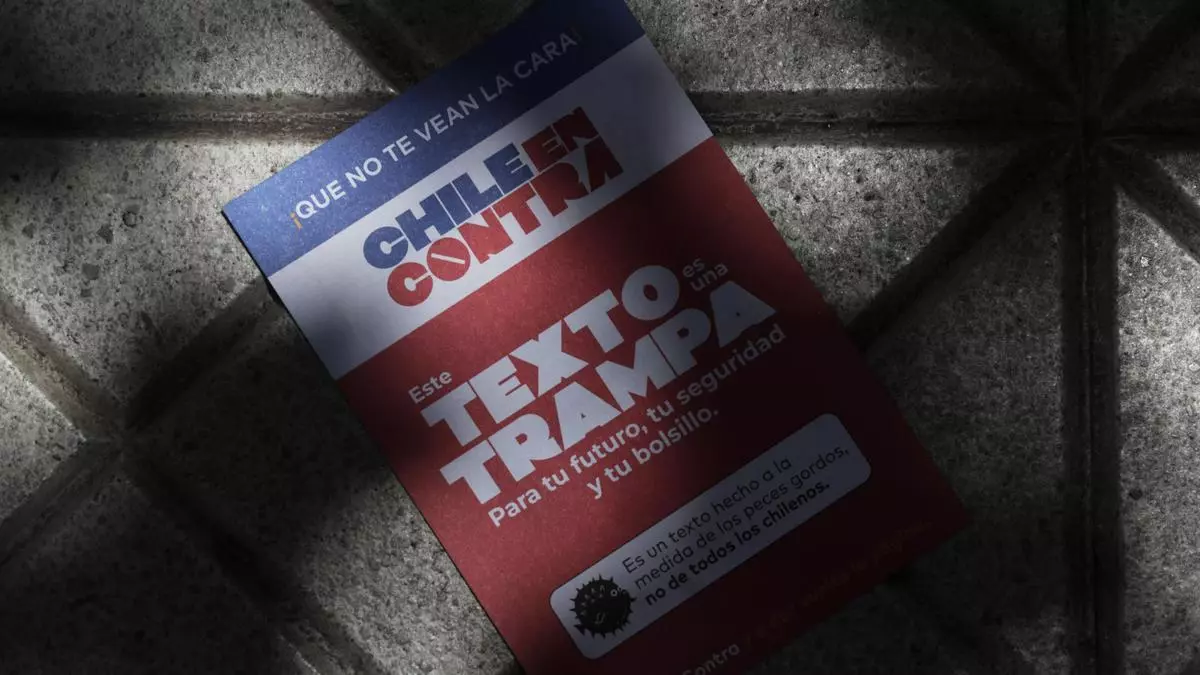 ¡QUE NO TE VEAN LA CARA!
CHILE EN
CONTRA
Este
TEXTO es una
TRAMPA
Para tu futuro, tu seguridad
y tu bolsillo.
Es un texto hecho a la
medida de los peces gordos,
no de todos los chilenos.
Contra